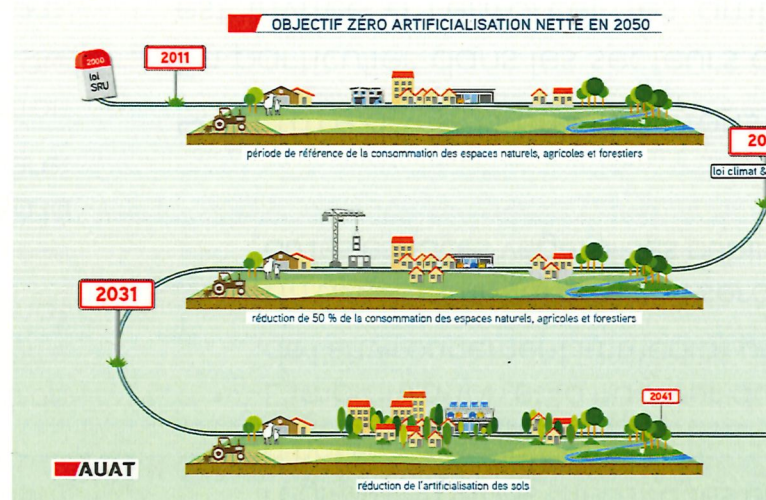 OBJECTIF ZÉRO ARTIFICIALISATION NETTE EN 2050
2000
loi
SRU
2011
période de référence de la consommation des espaces naturels, agricoles et forestiers
20
loi climat &
réduction de 50 % de la consommation des espaces naturels, agricoles et forestiers
2031
2041
AUAT
réduction de l'artificialisation des sols